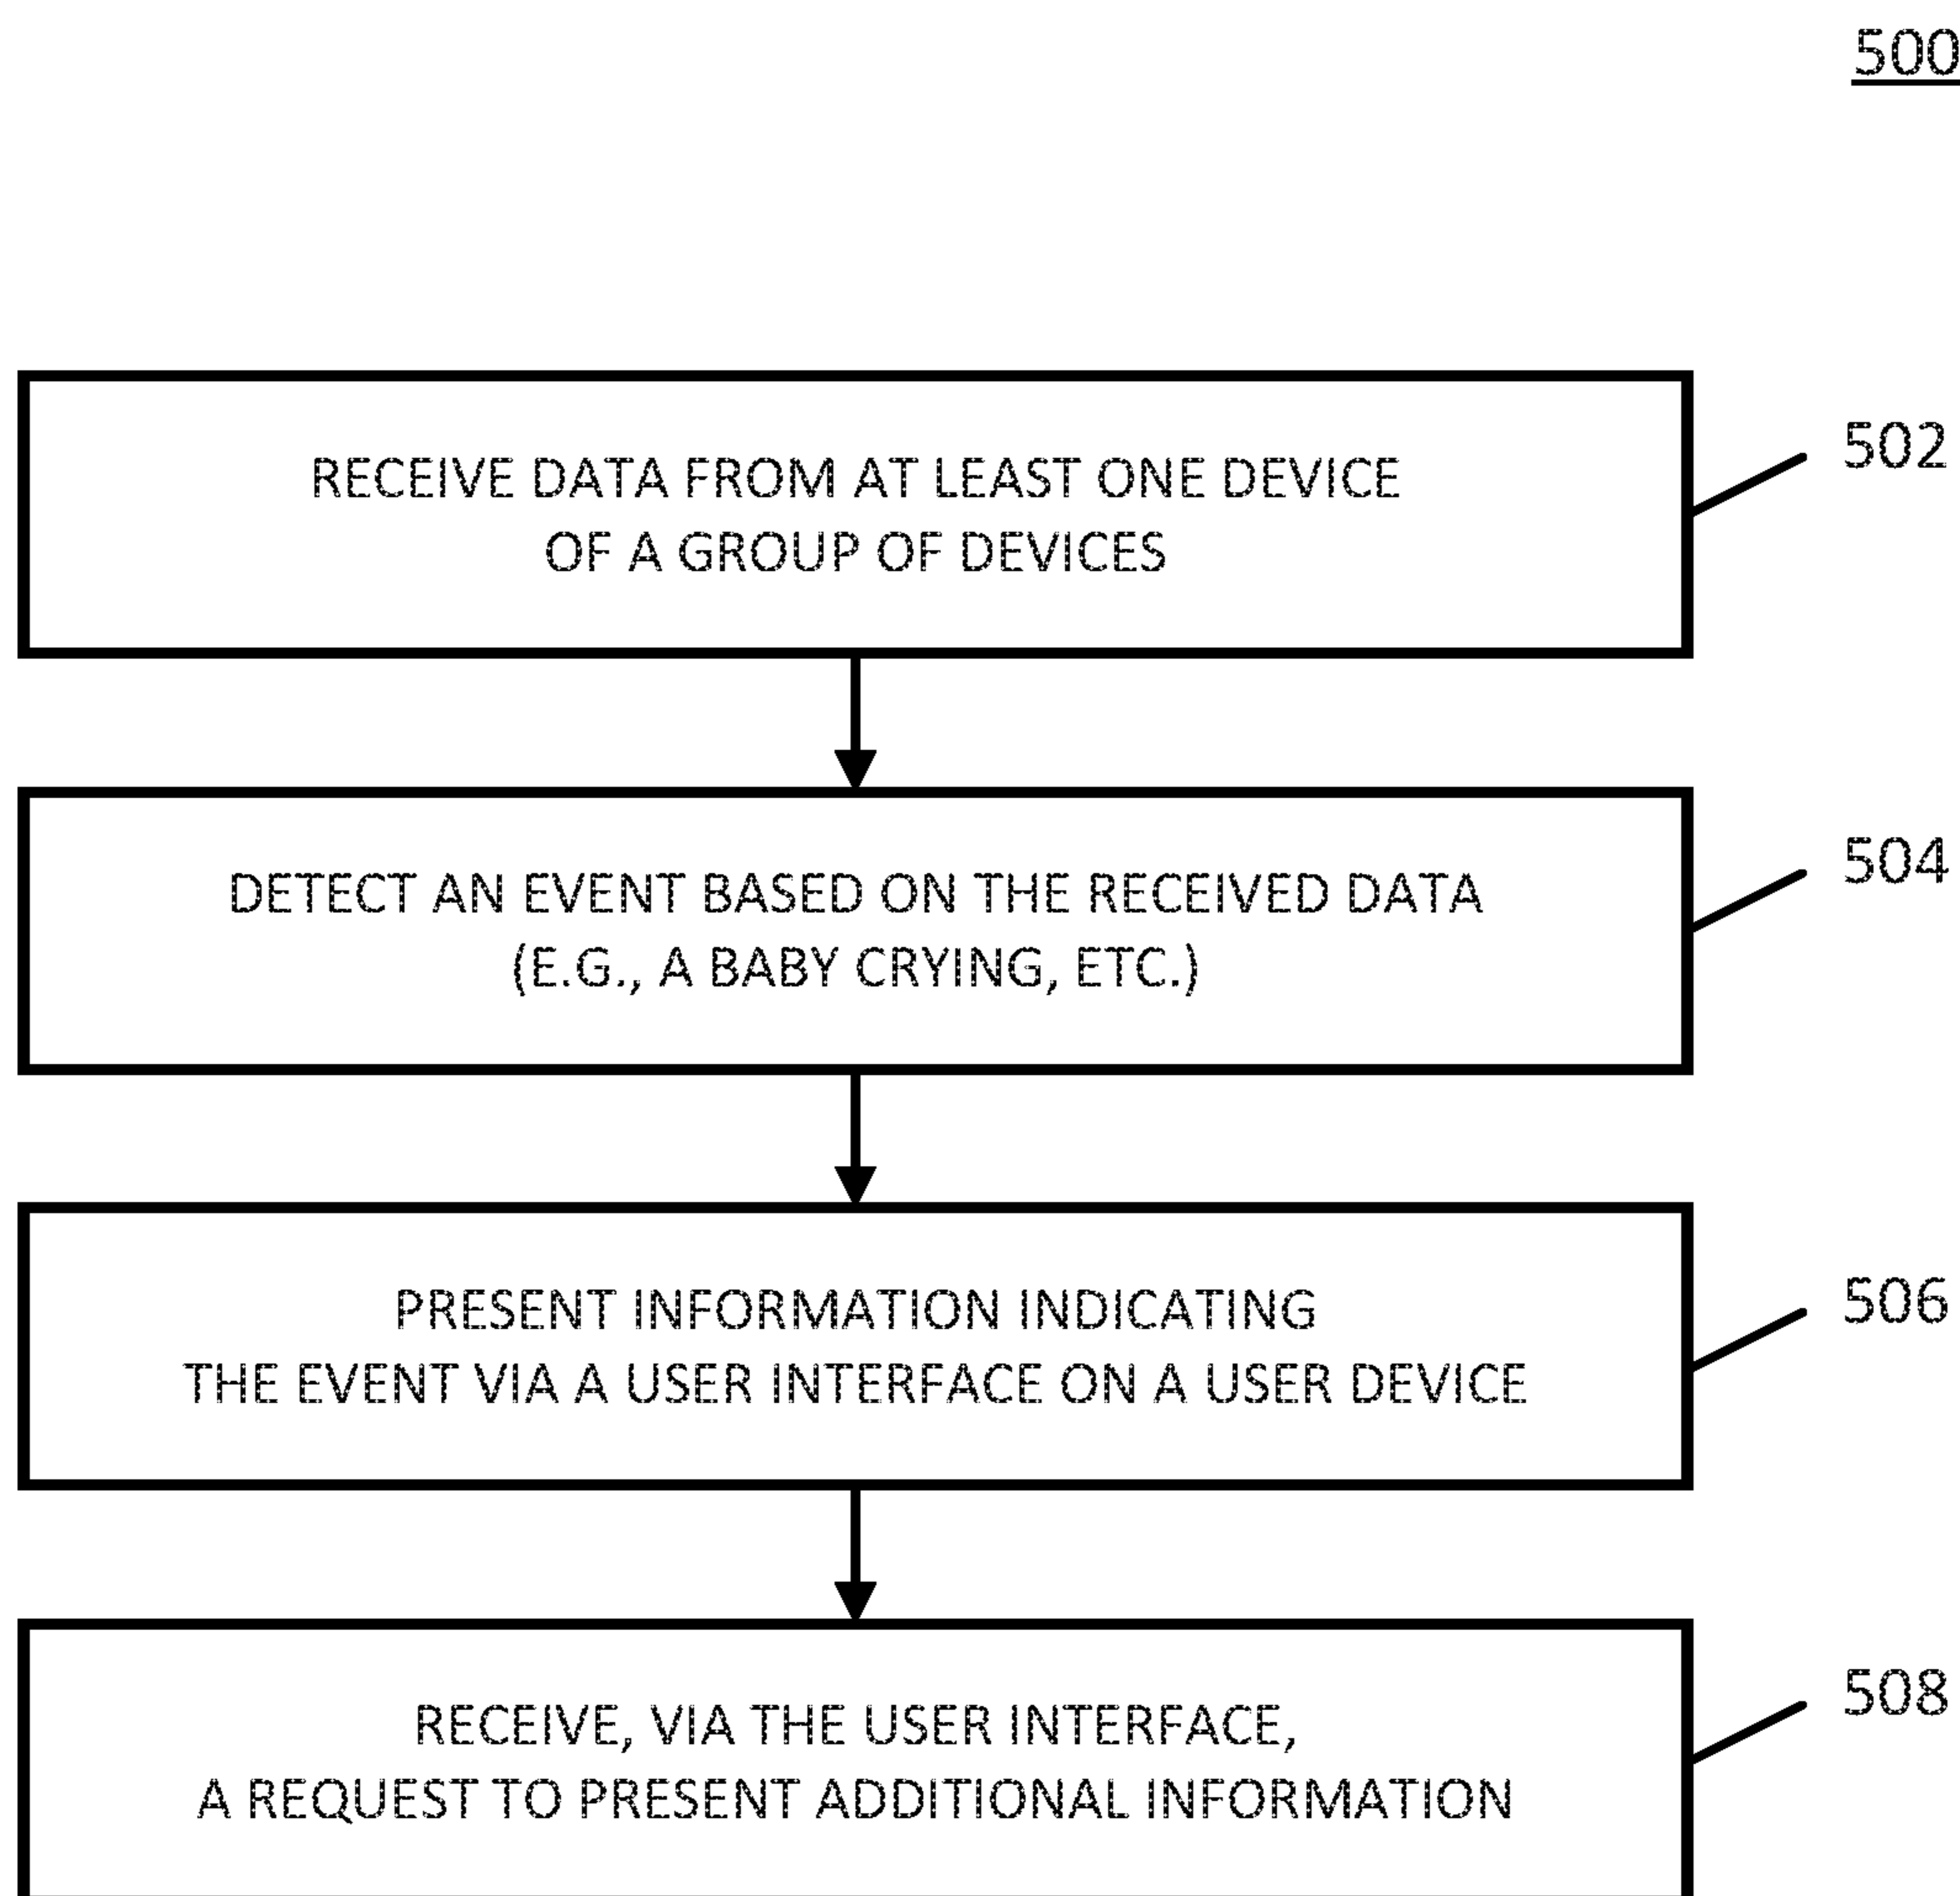 500
RECEIVE DATA FROM AT LEAST ONE DEVICE
OF A GROUP OF DEVICES
502
DETECT AN EVENT BASED ON THE RECEIVED DATA
(E.G., A BABY CRYING, ETC.)
504
PRESENT INFORMATION INDICATING
THE EVENT VIA A USER INTERFACE ON A USER DEVICE
506
RECEIVE, VIA THE USER INTERFACE,
A REQUEST TO PRESENT ADDITIONAL INFORMATION
508